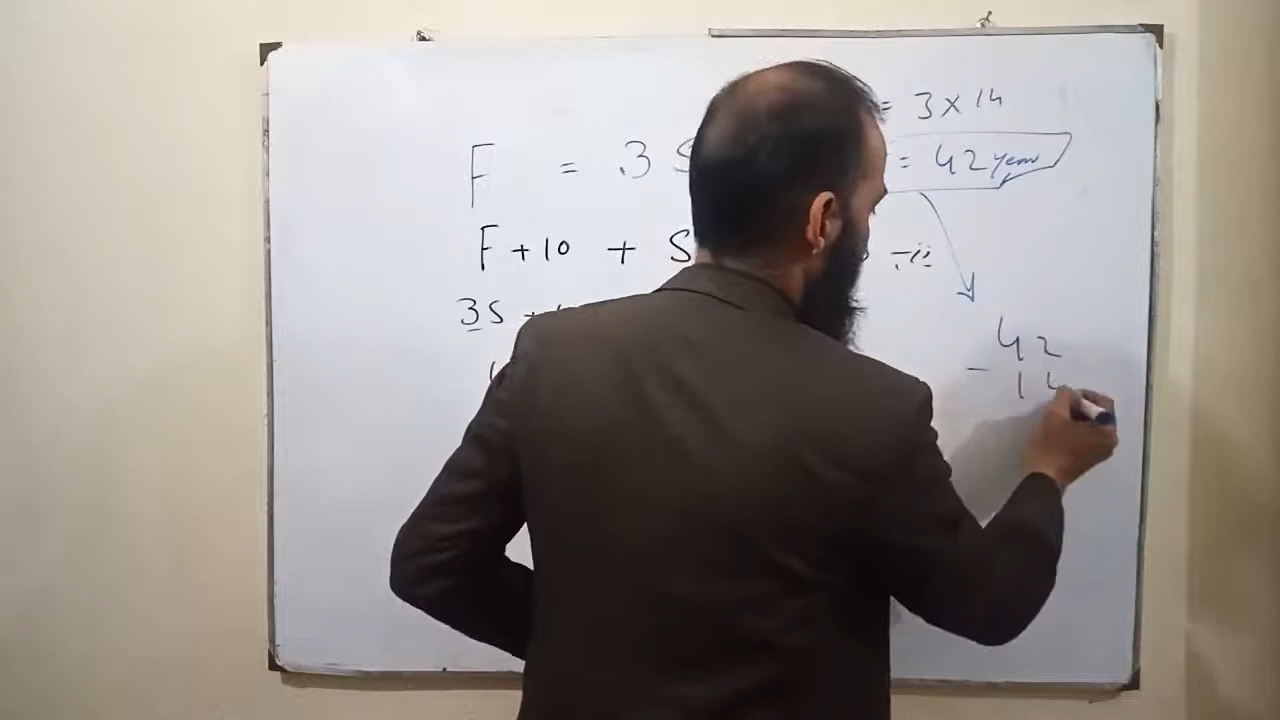 = 3 x 14
F = 3 S
= 42 years
F + 10 + S
3S +
42
- 14